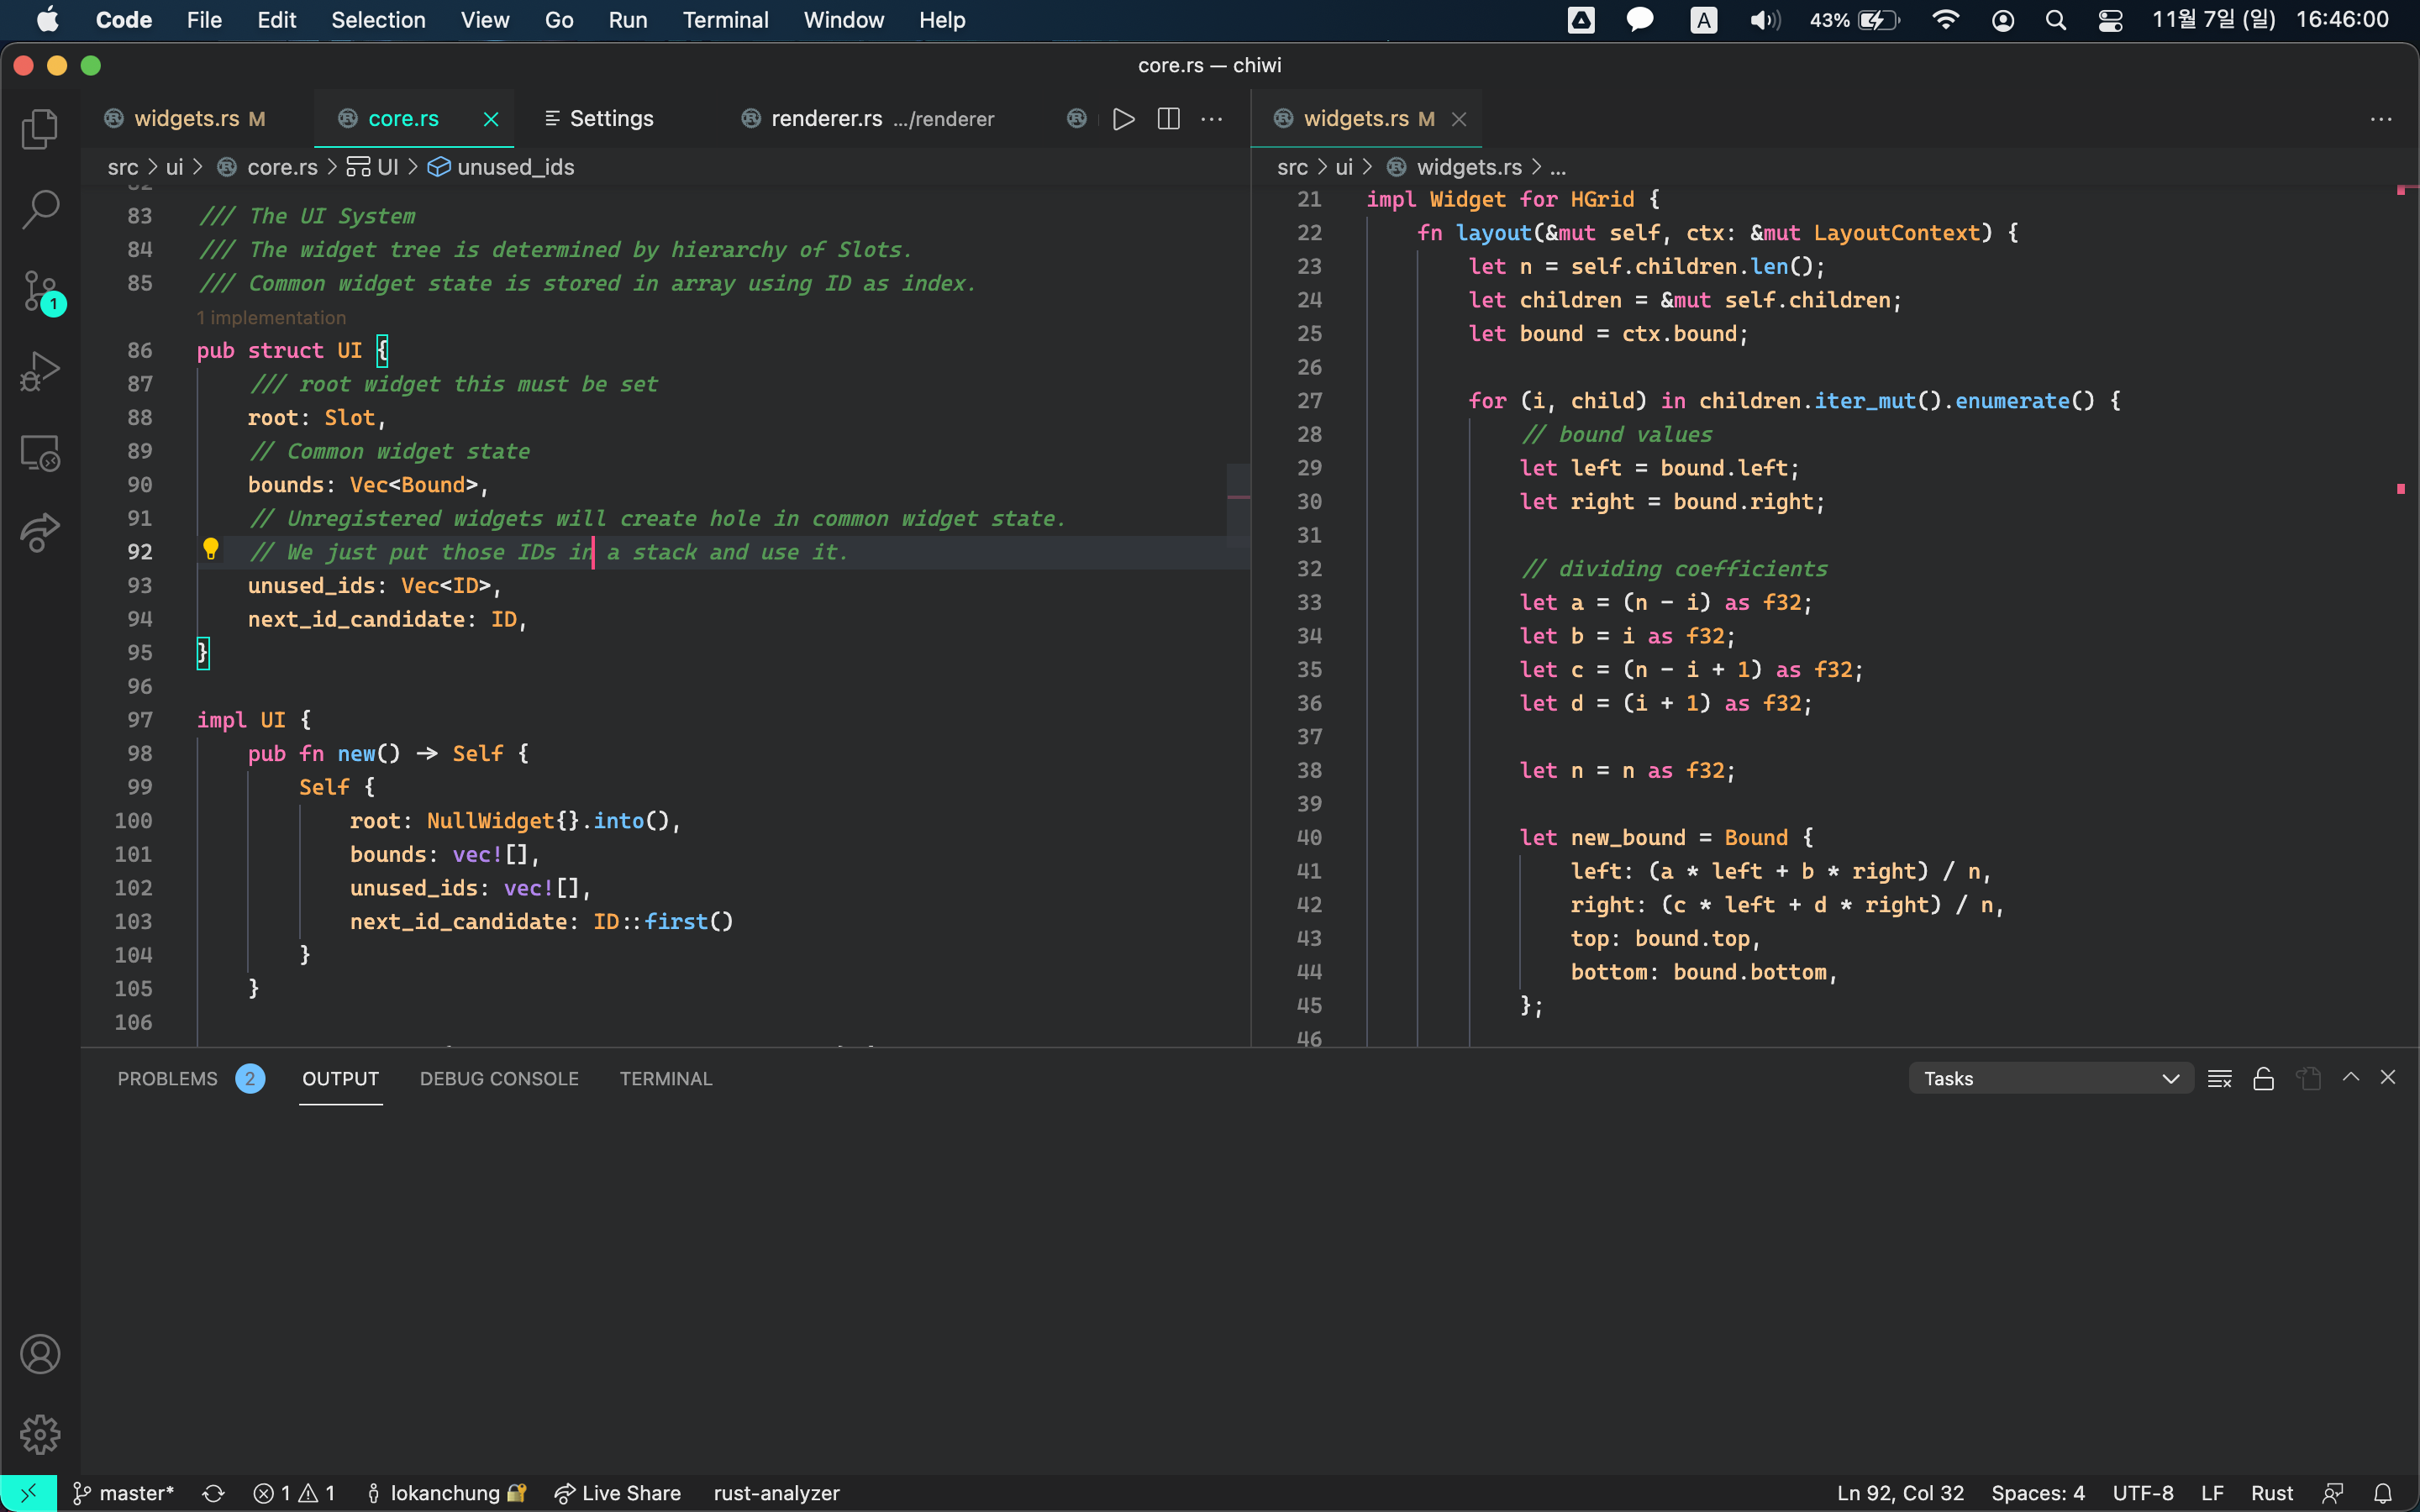 Code File Edit Selection View Go Run Terminal Window Help A 43% 11월 7일 (일) 16:46:00
core.rs — chiwi
widgets.rs M core.rs Settings renderer.rs .../renderer
src > ui > core.rs > UI > unused_ids
83 /// The UI System
84 /// The widget tree is determined by hierarchy of Slots.
85 /// Common widget state is stored in array using ID as index.
1 implementation
86 pub struct UI {
87 /// root widget this must be set
88 root: Slot,
89 // Common widget state
90 bounds: Vec<Bound>,
91 // Unregistered widgets will create hole in common widget state.
92 // We just put those IDs in a stack and use it.
93 unused_ids: Vec<ID>,
94 next_id_candidate: ID,
95 }
96
97 impl UI {
98 pub fn new() -> Self {
99 Self {
100 root: NullWidget{}.into(),
101 bounds: vec![],
102 unused_ids: vec![],
103 next_id_candidate: ID::first()
104 }
105 }
106
widgets.rs M
src > ui > widgets.rs > ...
21 impl Widget for HGrid {
22 fn layout(&mut self, ctx: &mut LayoutContext) {
23 let n = self.children.len();
24 let children = &mut self.children;
25 let bound = ctx.bound;
26
27 for (i, child) in children.iter_mut().enumerate() {
28 // bound values
29 let left = bound.left;
30 let right = bound.right;
31
32 // dividing coefficients
33 let a = (n - i) as f32;
34 let b = i as f32;
35 let c = (n - i + 1) as f32;
36 let d = (i + 1) as f32;
37
38 let n = n as f32;
39
40 let new_bound = Bound {
41 left: (a * left + b * right) / n,
42 right: (c * left + d * right) / n,
43 top: bound.top,
44 bottom: bound.bottom,
45 };
46
1
PROBLEMS 2 OUTPUT DEBUG CONSOLE TERMINAL Tasks
master* 1 1 lokanchung Live Share rust-analyzer Ln 92, Col 32 Spaces: 4 UTF-8 LF Rust